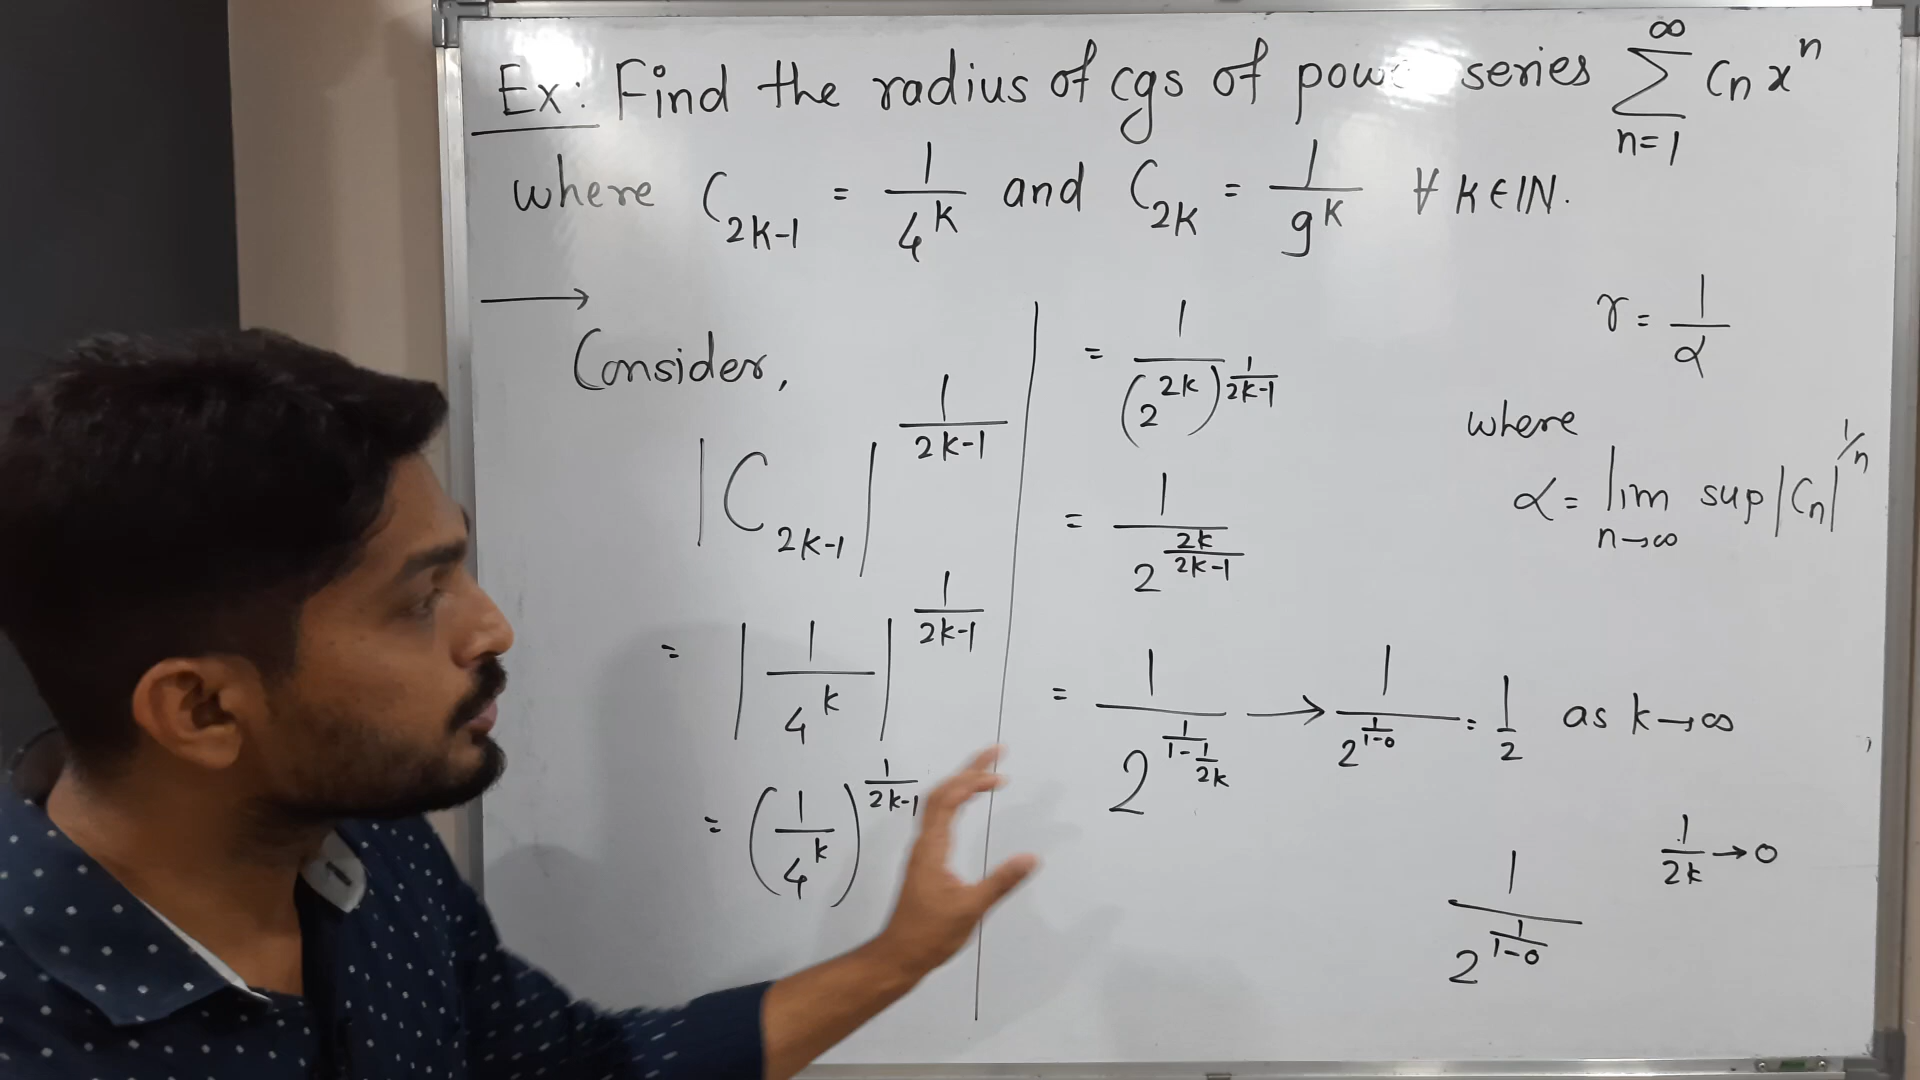 Ex: Find the radius of cgs of pow series ∑_{n=1}^{∞} Cn x^n
where C_{2k-1} = 1/4^k and C_{2k} = 1/9^k ∀ k∈IN.
⟶
Consider,
|C_{2k-1}|^{1/(2k-1)}
= |1/4^k|^{1/(2k-1)}
= (1/4^k)^{1/(2k-1)}
= 1/(2^{2k})^{1/(2k-1)}
= 1/2^{2k/(2k-1)}
= 1/2^{1/(1-1/2k)} ⟶ 1/2^{1/(1-0)} = 1/2 as k→∞
r = 1/α
where
α = lim_{n→∞} sup |Cn|^{1/n}
1/2k → 0
1/2^{1/(1-0)}